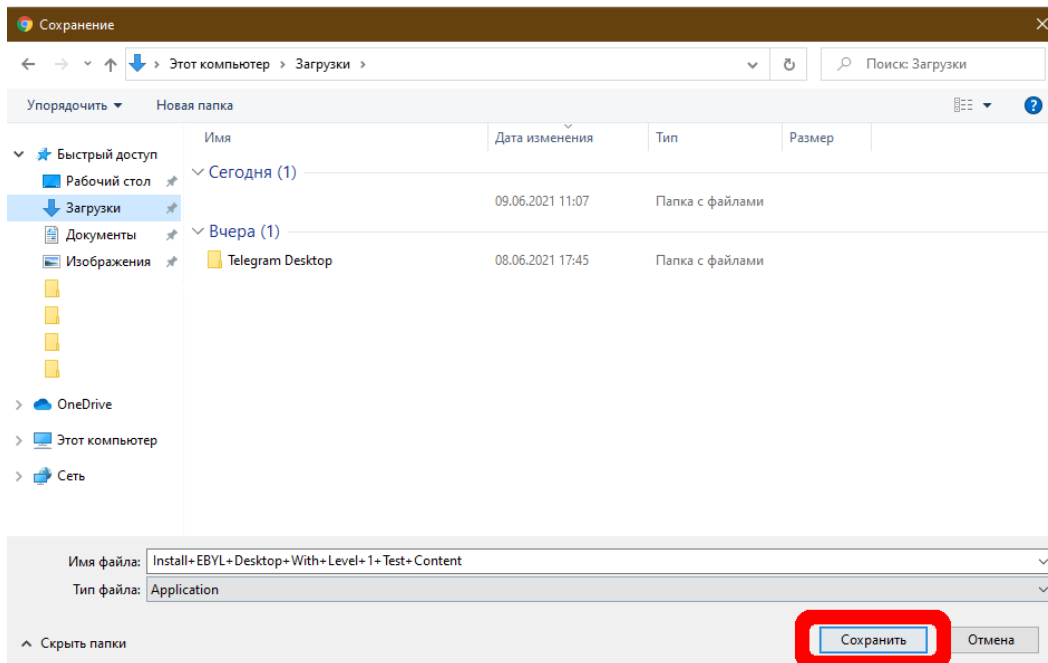 Сохранение
Этот компьютер › Загрузки ›
Поиск: Загрузки
Упорядочить
Новая папка
?
Имя
Дата изменения
Тип
Размер
Быстрый доступ
Рабочий стол
Загрузки
Документы
Изображения
OneDrive
Этот компьютер
Сеть
Сегодня (1)
09.06.2021 11:07 Папка с файлами
Вчера (1)
Telegram Desktop 08.06.2021 17:45 Папка с файлами
Имя файла: Install+EBYL+Desktop+With+Level+1+Test+Content
Тип файла: Application
Скрыть папки
Сохранить
Отмена